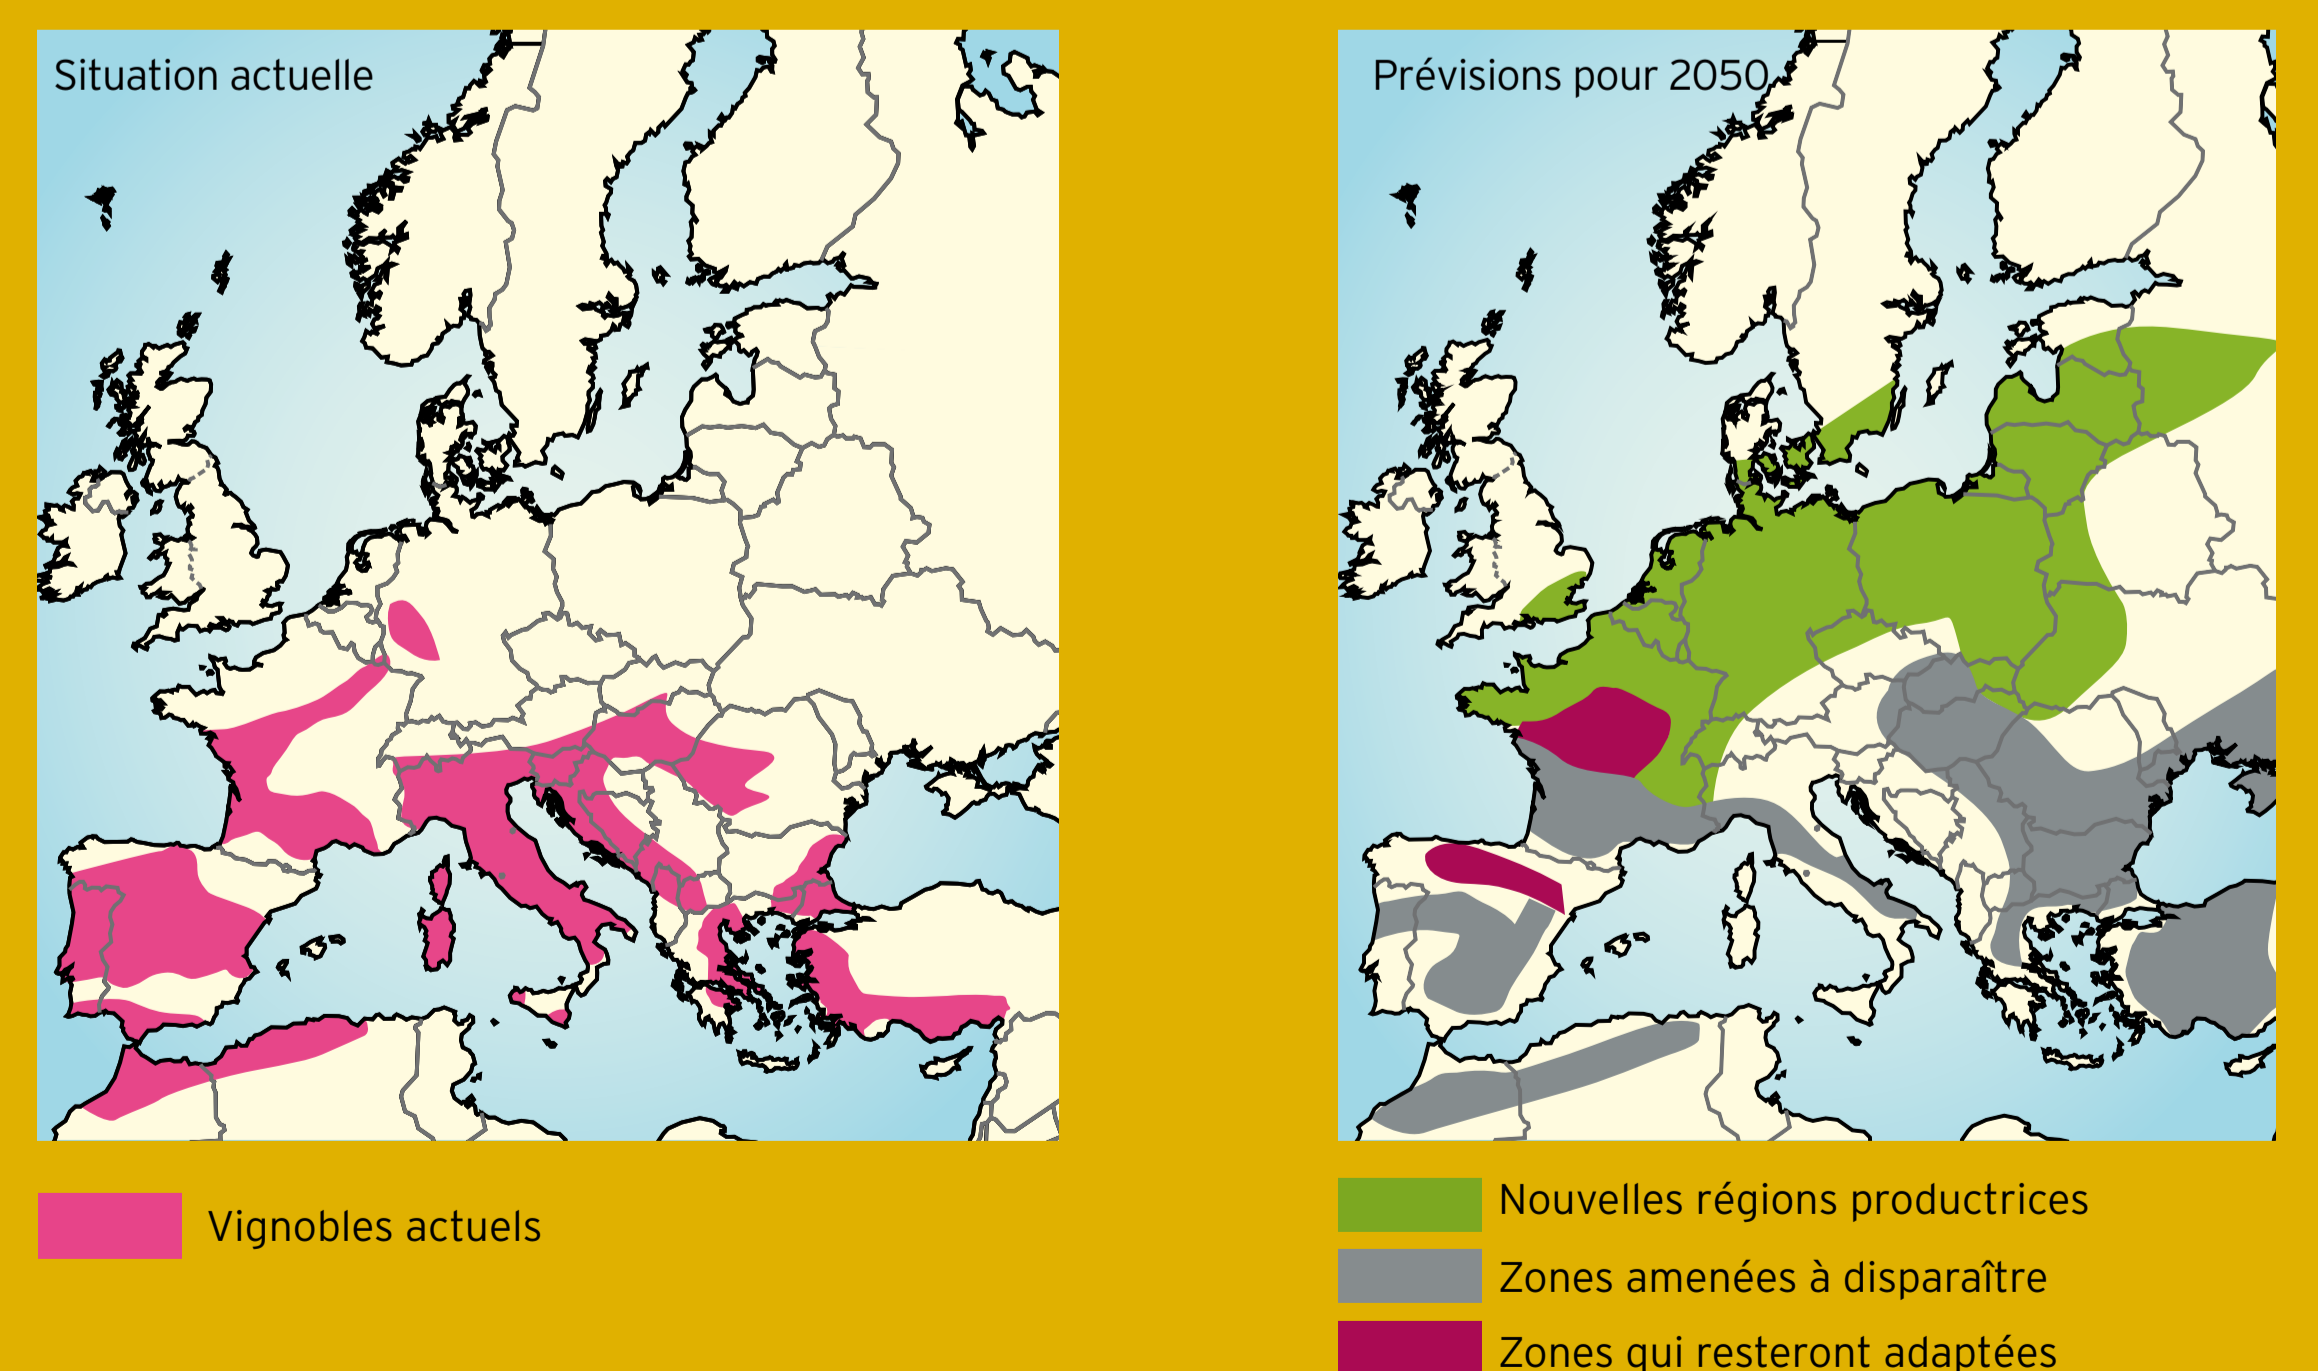 Situation actuelle
Prévisions pour 2050
Vignobles actuels
Nouvelles régions productrices
Zones amenées à disparaître
Zones qui resteront adaptées